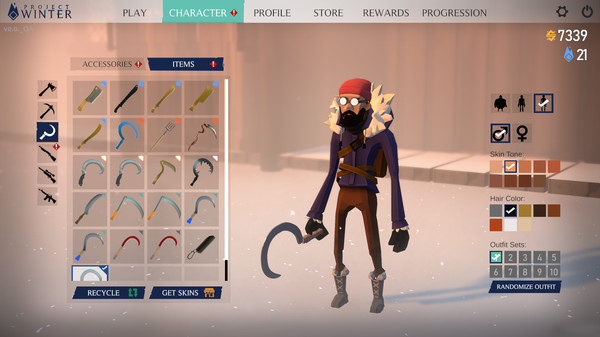 PROJECT
WINTER
PLAY
CHARACTER
PROFILE
STORE
REWARDS
PROGRESSION
7339
21
ACCESSORIES
ITEMS
Skin Tone:
Hair Color:
Outfit Sets:
1 2 3 4 5
6 7 8 9 10
RANDOMIZE OUTFIT
RECYCLE
GET SKINS